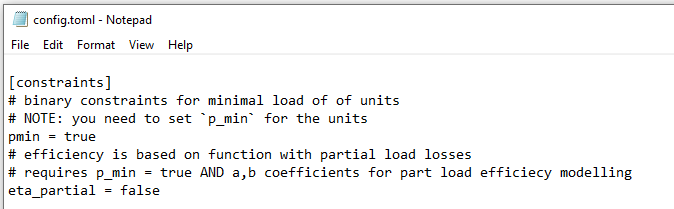 config.toml - Notepad
File Edit Format View Help
[constraints]
# binary constraints for minimal load of of units
# NOTE: you need to set `p_min` for the units
pmin = true
# efficiency is based on function with partial load losses
# requires p_min = true AND a,b coefficients for part load efficiecy modelling
eta_partial = false